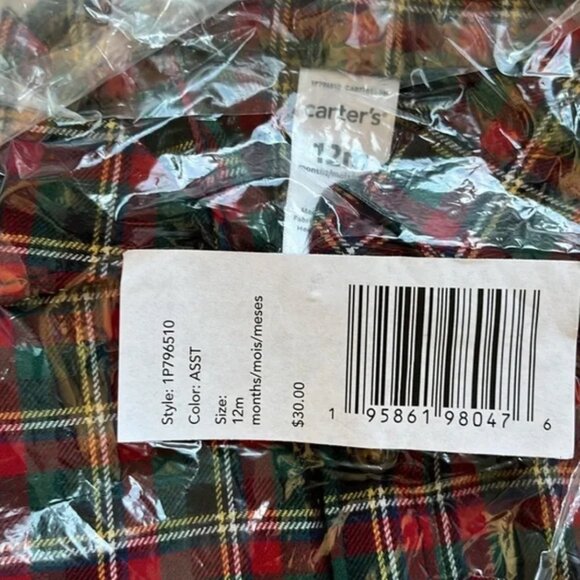 carter's
12m
Style: 1P796510
Color: ASST
Size:
12m
months/mois/meses
$30.00
1 95861 98047 6